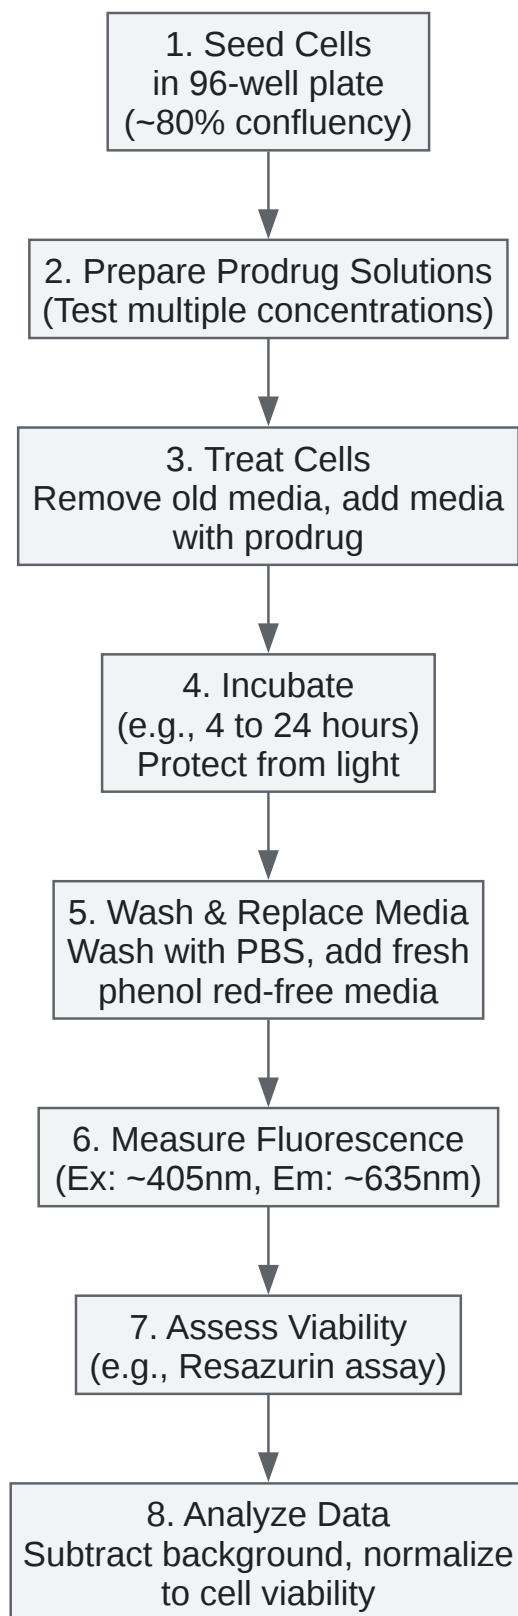 1. Seed Cells
in 96-well plate
(~80% confluency)
2. Prepare Prodrug Solutions
(Test multiple concentrations)
3. Treat Cells
Remove old media, add media
with prodrug
4. Incubate
(e.g., 4 to 24 hours)
Protect from light
5. Wash & Replace Media
Wash with PBS, add fresh
phenol red-free media
6. Measure Fluorescence
(Ex: ~405nm, Em: ~635nm)
7. Assess Viability
(e.g., Resazurin assay)
8. Analyze Data
Subtract background, normalize
to cell viability